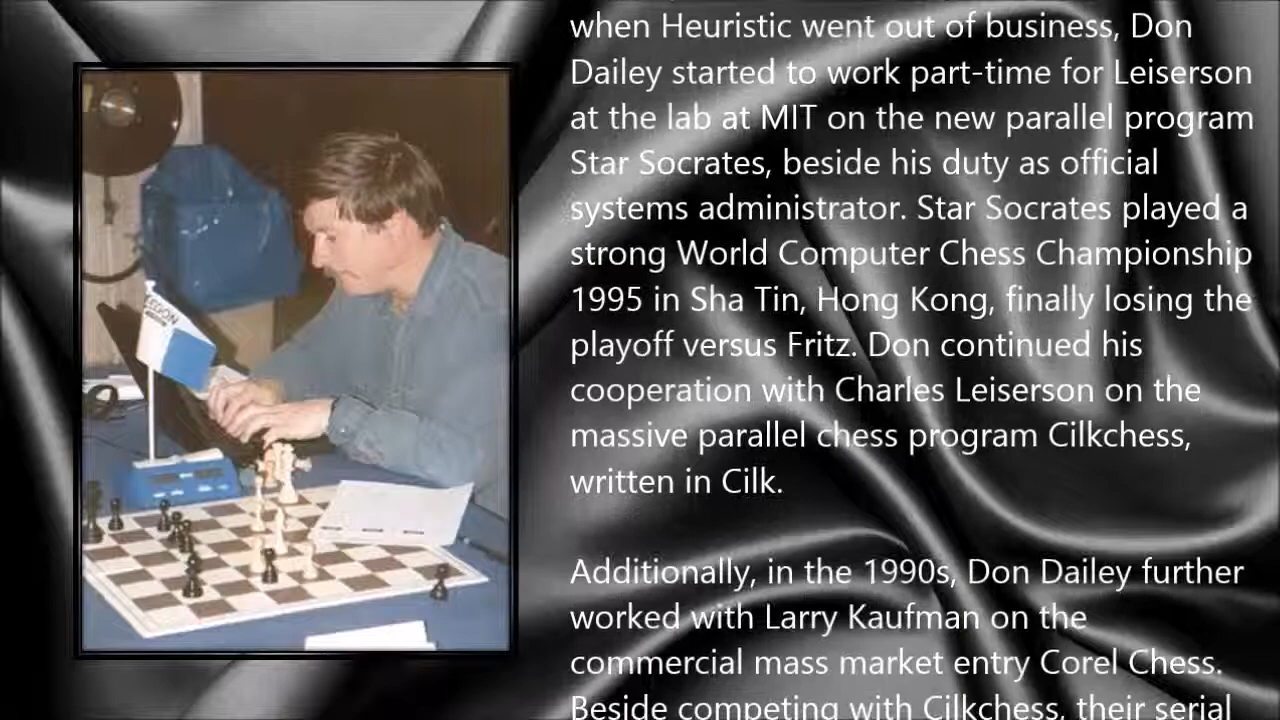 when Heuristic went out of business, Don
Dailey started to work part-time for Leiserson
at the lab at MIT on the new parallel program
Star Socrates, beside his duty as official
systems administrator. Star Socrates played a
strong World Computer Chess Championship
1995 in Sha Tin, Hong Kong, finally losing the
playoff versus Fritz. Don continued his
cooperation with Charles Leiserson on the
massive parallel chess program Cilkchess,
written in Cilk.
Additionally, in the 1990s, Don Dailey further
worked with Larry Kaufman on the
commercial mass market entry Corel Chess.
Beside competing with Cilkchess, their serial